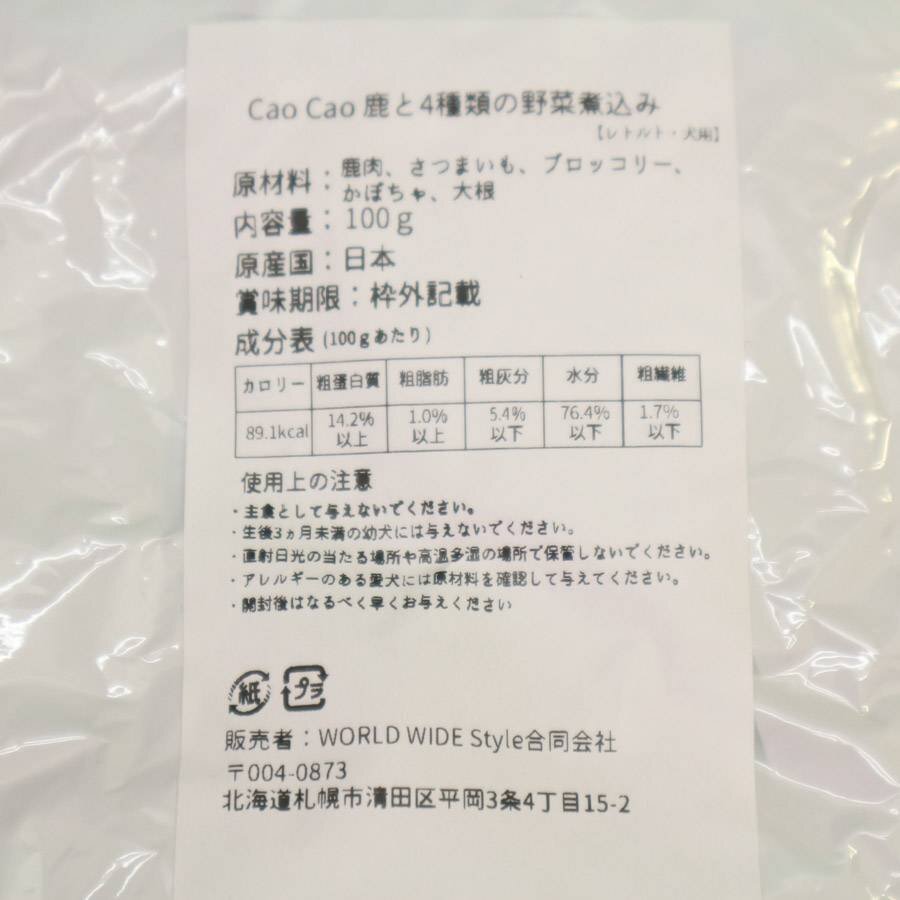 Cao Cao 鹿と4種類の野菜煮込み
【レトルト・犬用】
原材料：鹿肉、さつまいも、ブロッコリー、
かぼちゃ、大根
内容量：100g
原産国：日本
賞味期限：枠外記載
成分表(100gあたり)
カロリー 粗蛋白質 粗脂肪 粗灰分 水分 粗繊維
89.1kcal 14.2%以上 1.0%以上 5.4%以下 76.4%以下 1.7%以下
使用上の注意
・主食として与えないでください。
・生後3ヵ月未満の幼犬には与えないでください。
・直射日光の当たる場所や高温多湿の場所で保管しないでください。
・アレルギーのある愛犬には原材料を確認して与えてください。
・開封後はなるべく早くお与えください
紙 プラ
販売者：WORLD WIDE Style合同会社
〒004-0873
北海道札幌市清田区平岡3条4丁目15-2